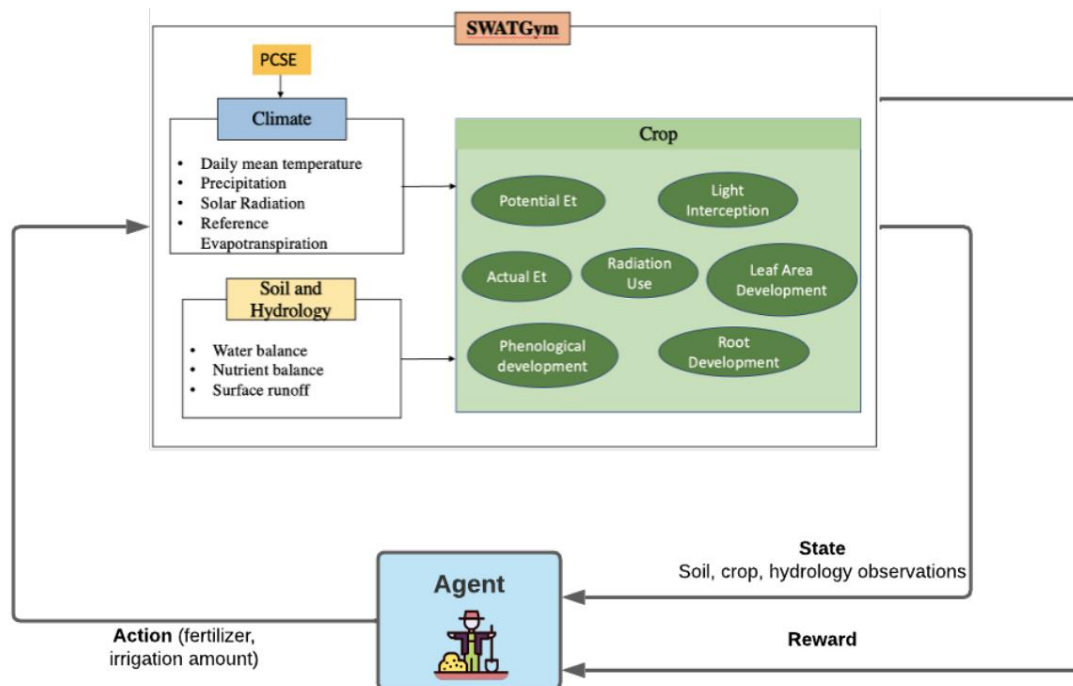 SWATGym
PCSE
Climate
• Daily mean temperature
• Precipitation
• Solar Radiation
• Reference
Evapotranspiration
Soil and
Hydrology
• Water balance
• Nutrient balance
• Surface runoff
Crop
Potential Et
Light
Interception
Actual Et
Radiation
Use
Leaf Area
Development
Phenological
development
Root
Development
State
Soil, crop, hydrology observations
Agent
Action (fertilizer,
irrigation amount)
Reward